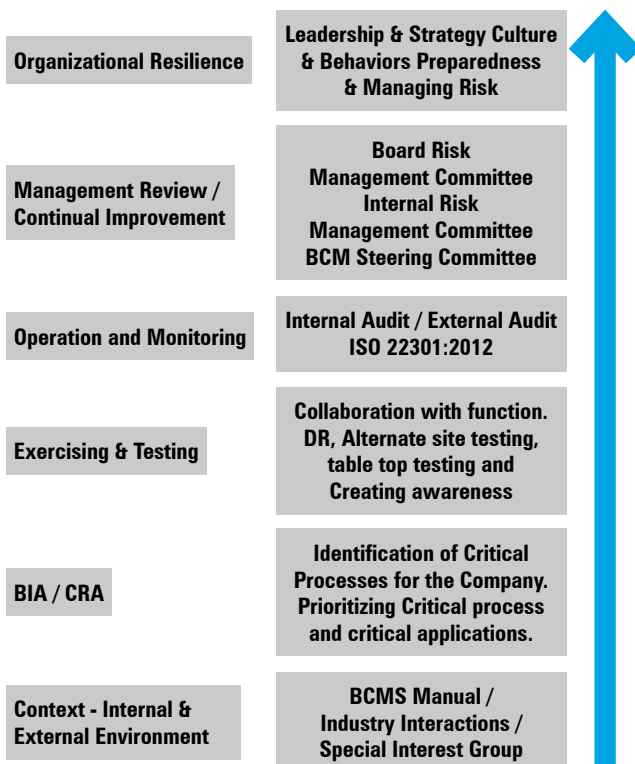 Organizational Resilience
Leadership & Strategy Culture
& Behaviors Preparedness
& Managing Risk
Management Review /
Continual Improvement
Board Risk
Management Committee
Internal Risk
Management Committee
BCM Steering Committee
Operation and Monitoring
Internal Audit / External Audit
ISO 22301:2012
Exercising & Testing
Collaboration with function.
DR, Alternate site testing,
table top testing and
Creating awareness
BIA / CRA
Identification of Critical
Processes for the Company.
Prioritizing Critical process
and critical applications.
Context - Internal &
External Environment
BCMS Manual /
Industry Interactions /
Special Interest Group